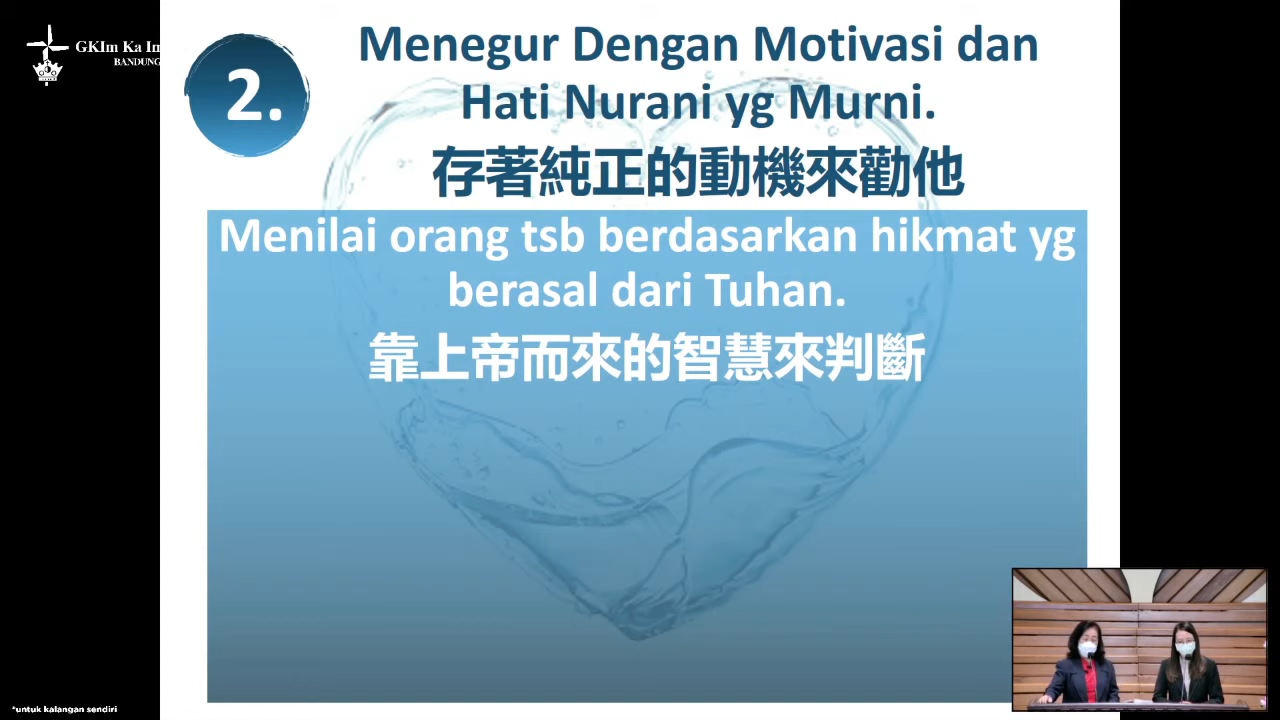 GKIm Ka Im
BANDUNG
2.
Menegur Dengan Motivasi dan
Hati Nurani yg Murni.
存著純正的動機來勸他
Menilai orang tsb berdasarkan hikmat yg
berasal dari Tuhan.
靠上帝而來的智慧來判斷
*untuk kalangan sendiri